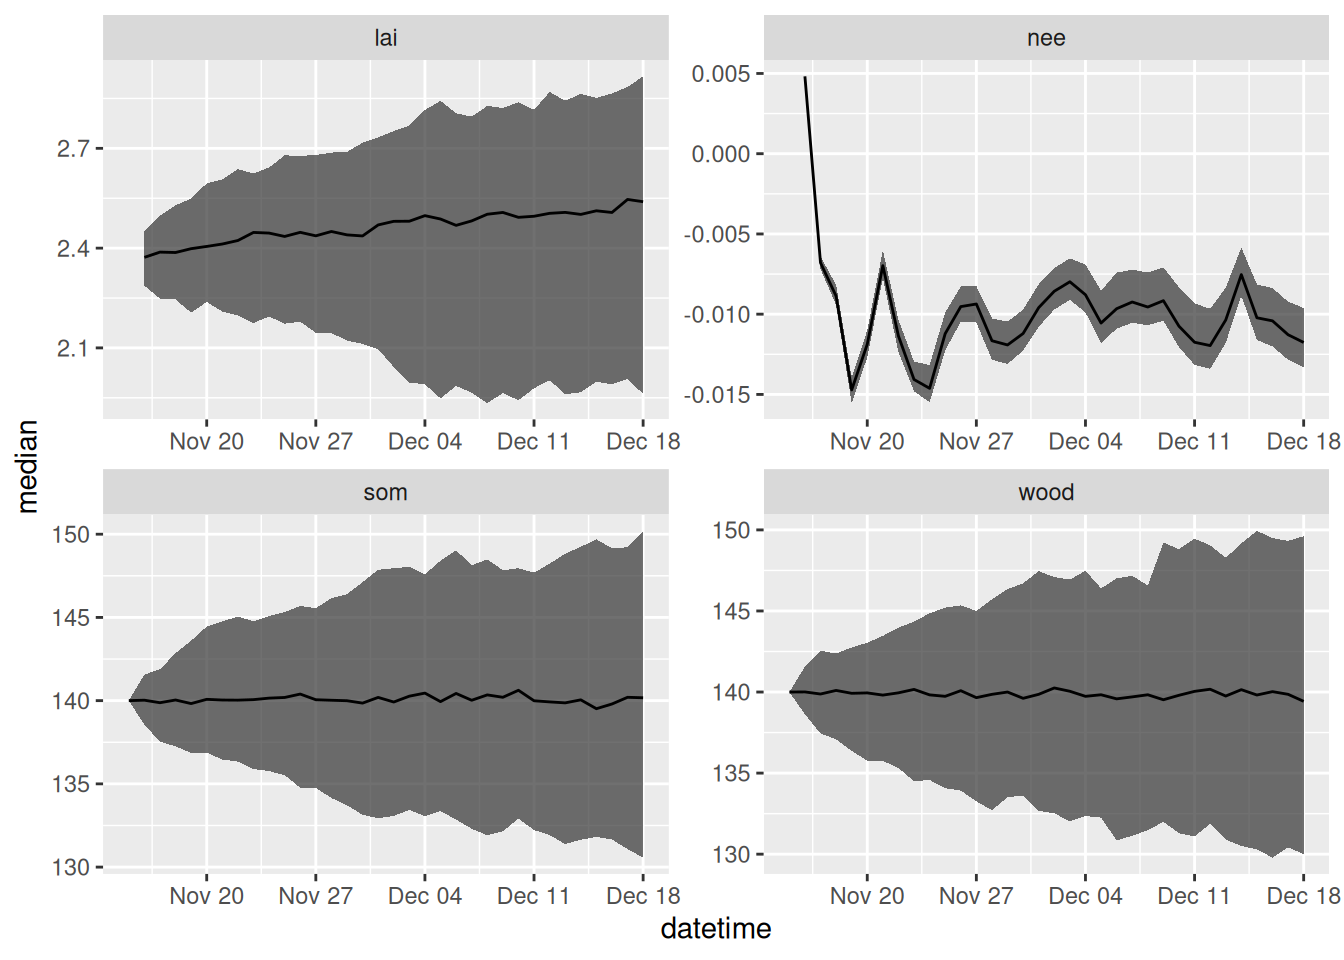 lai
nee
2.7
2.4
2.1
0.005
0.000
-0.005
-0.010
-0.015
Nov 20 Nov 27 Dec 04 Dec 11 Dec 18
Nov 20 Nov 27 Dec 04 Dec 11 Dec 18
median
som
wood
150
145
140
135
130
150
145
140
135
130
Nov 20 Nov 27 Dec 04 Dec 11 Dec 18
Nov 20 Nov 27 Dec 04 Dec 11 Dec 18
datetime